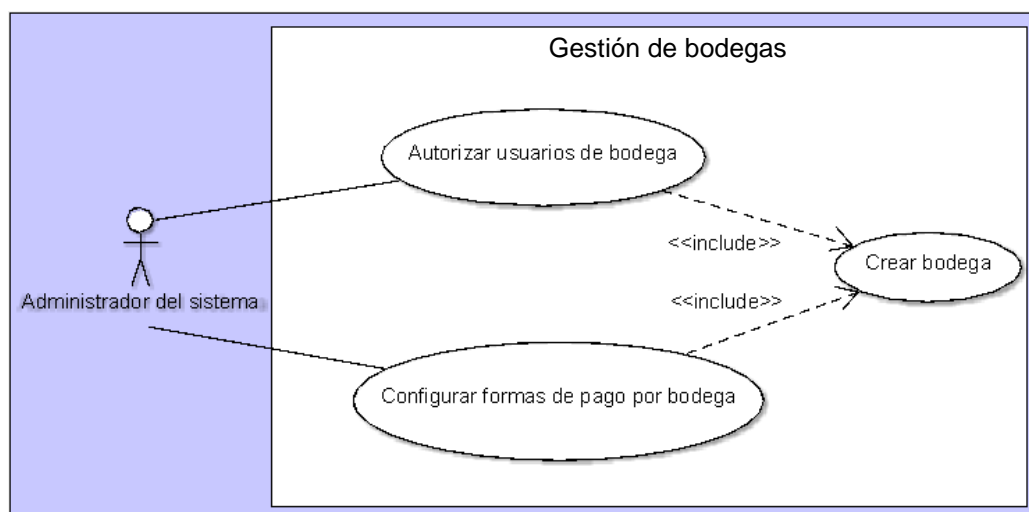 Gestión de bodegas
Autorizar usuarios de bodega
<<include>>
Crear bodega
Administrador del sistema
<<include>>
Configurar formas de pago por bodega